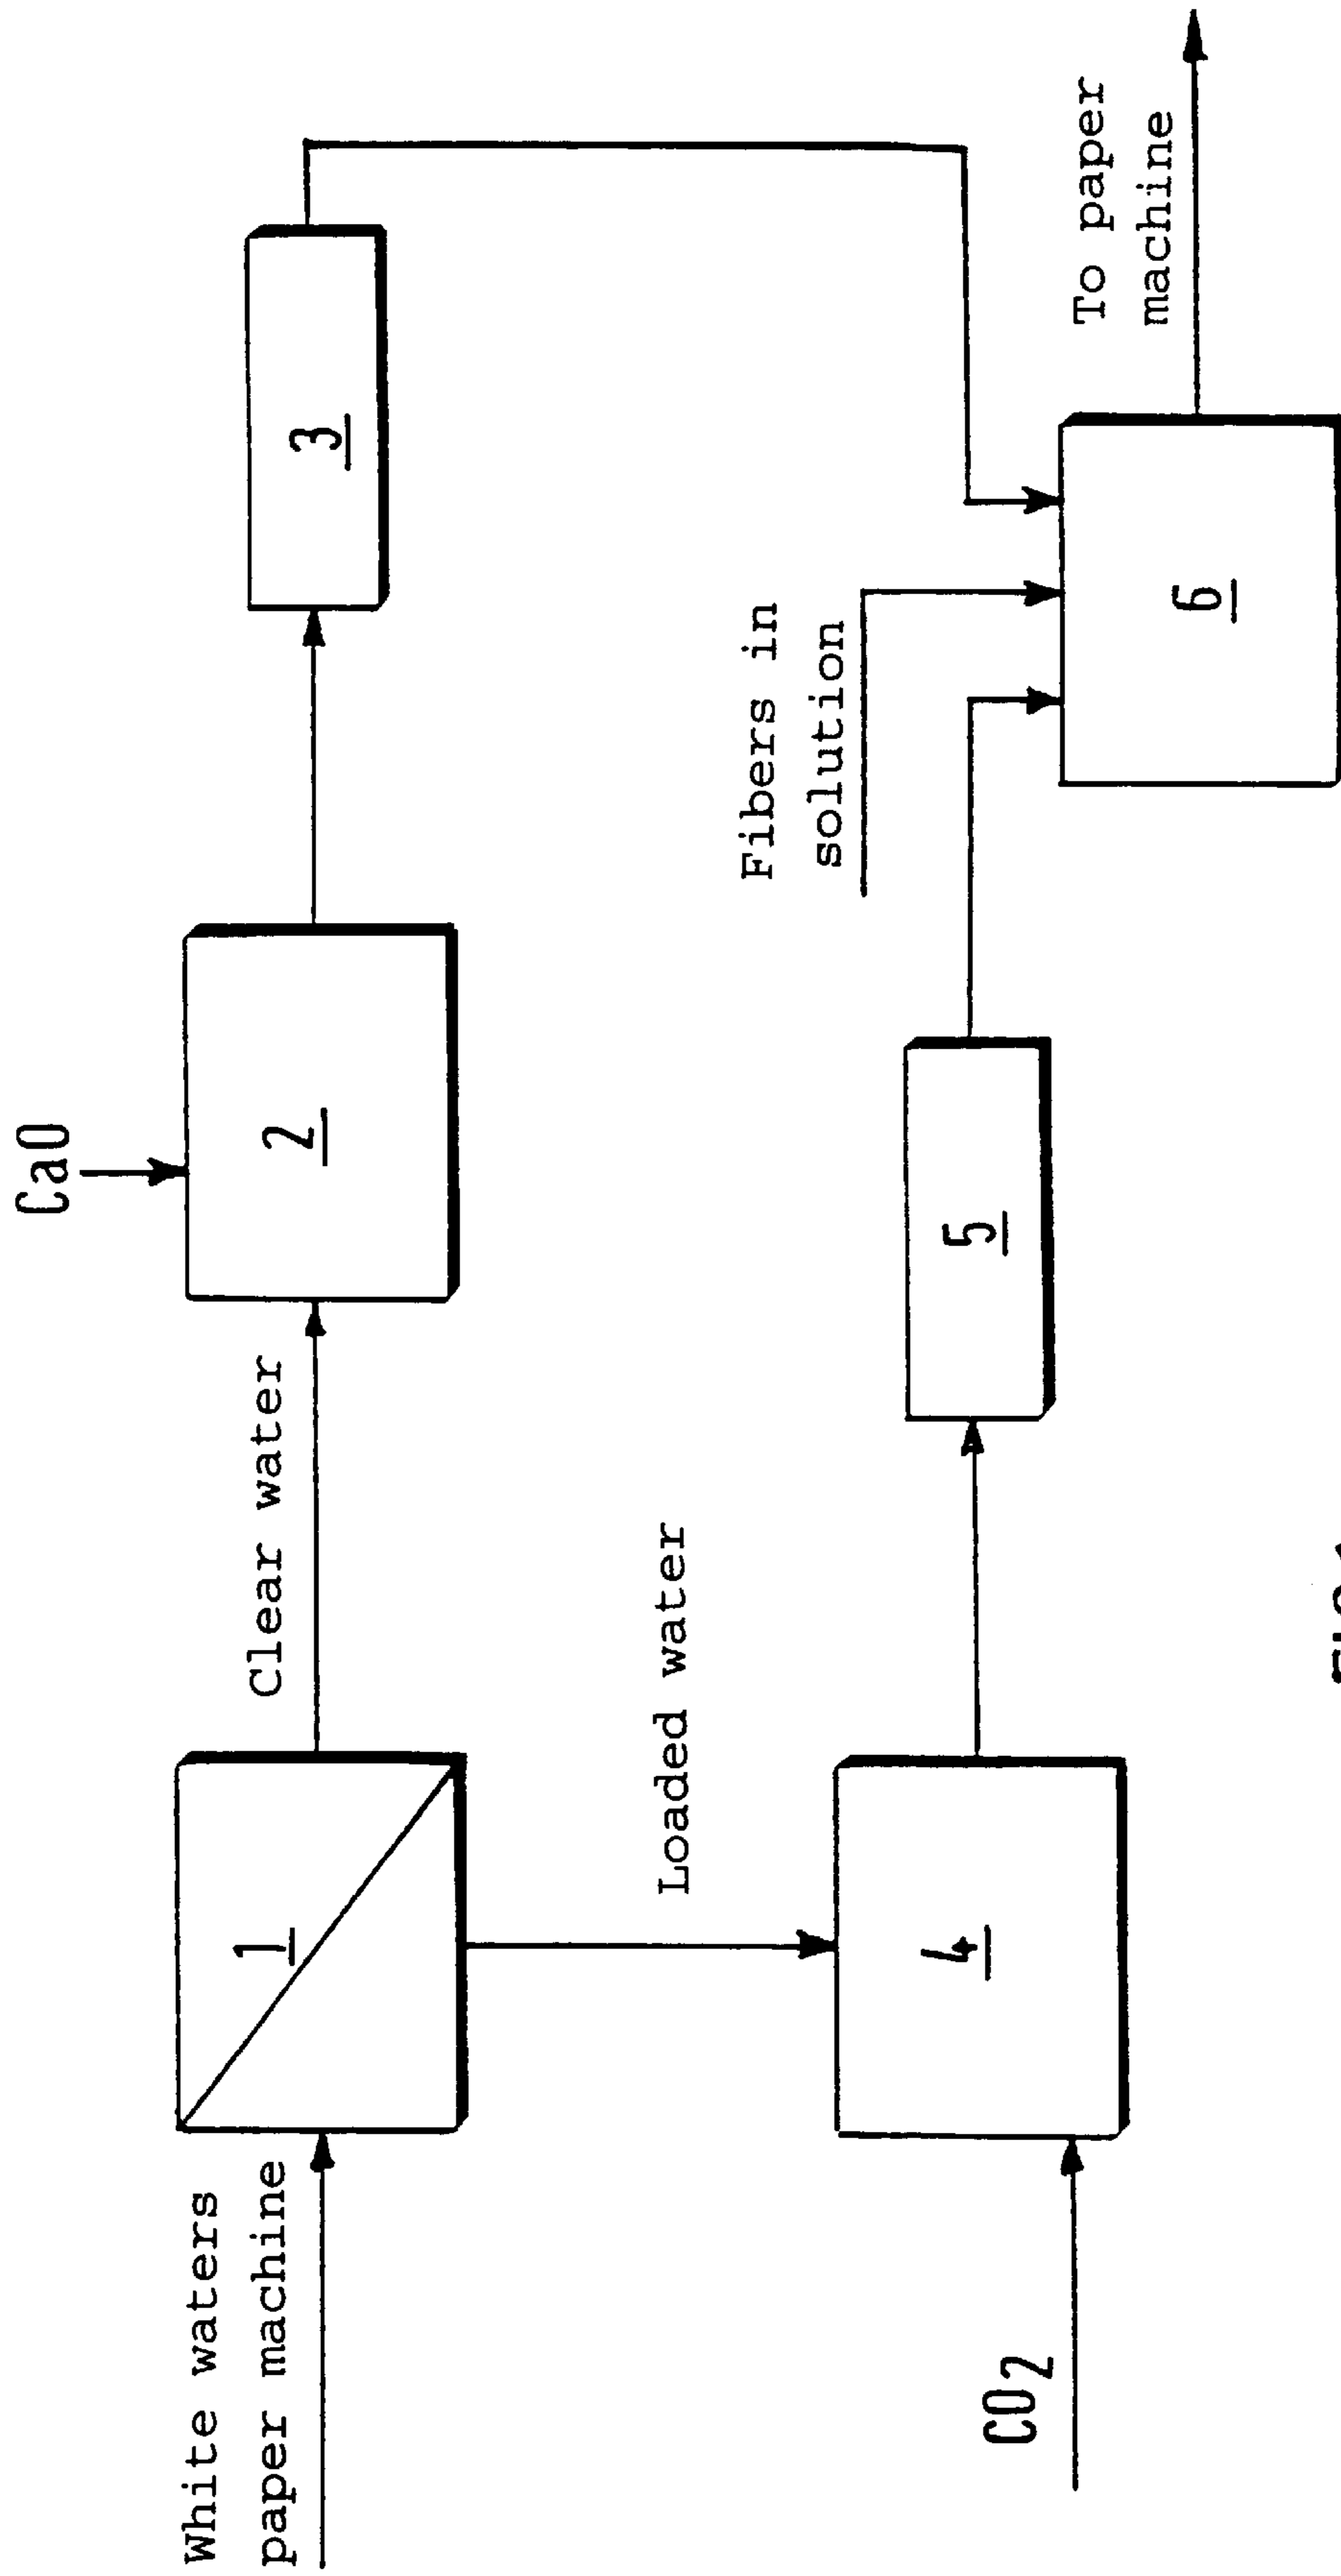 White waters
paper machine
1
Clear water
CaO
2
3
Loaded water
CO2
4
5
Fibers in
solution
6
To paper
machine